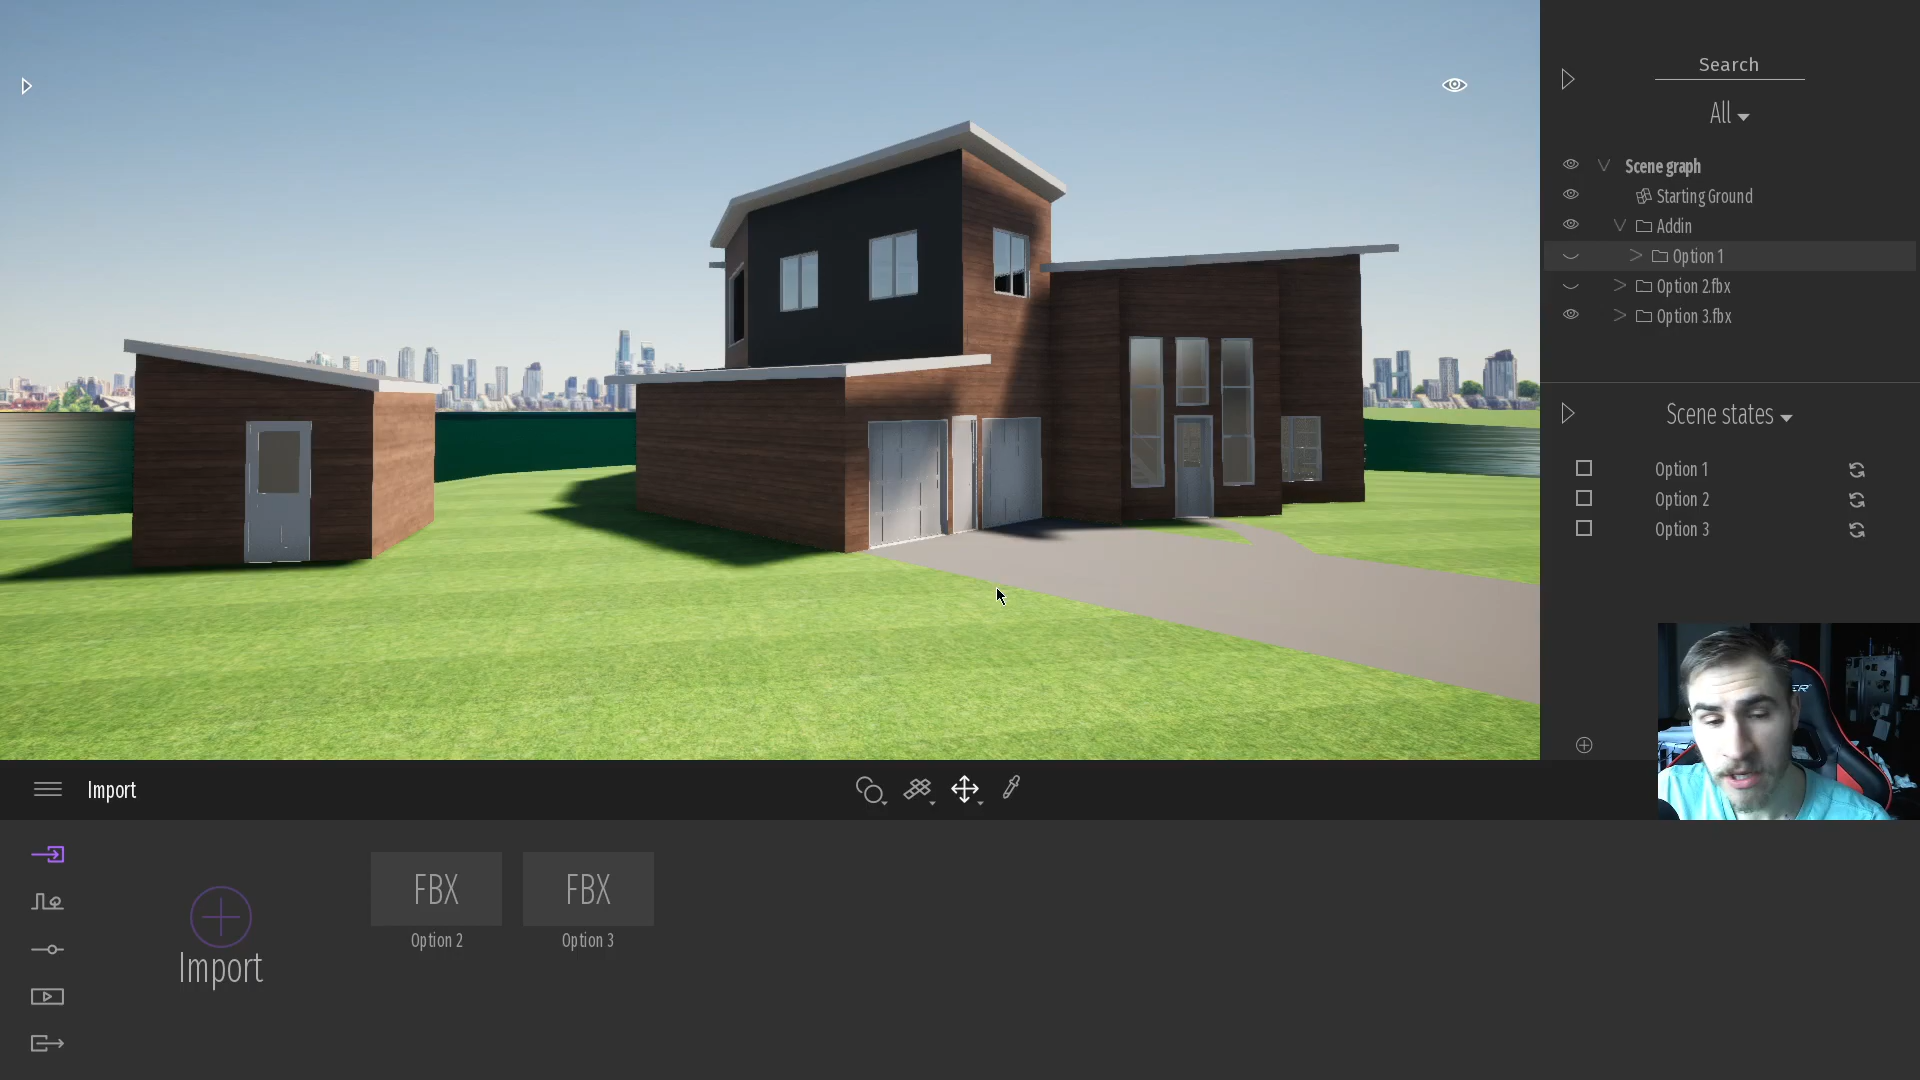 Search
All
Scene graph
Starting Ground
Addin
Option 1
Option 2.fbx
Option 3.fbx
Scene states
Option 1
Option 2
Option 3
Import
Import
FBX
Option 2
FBX
Option 3